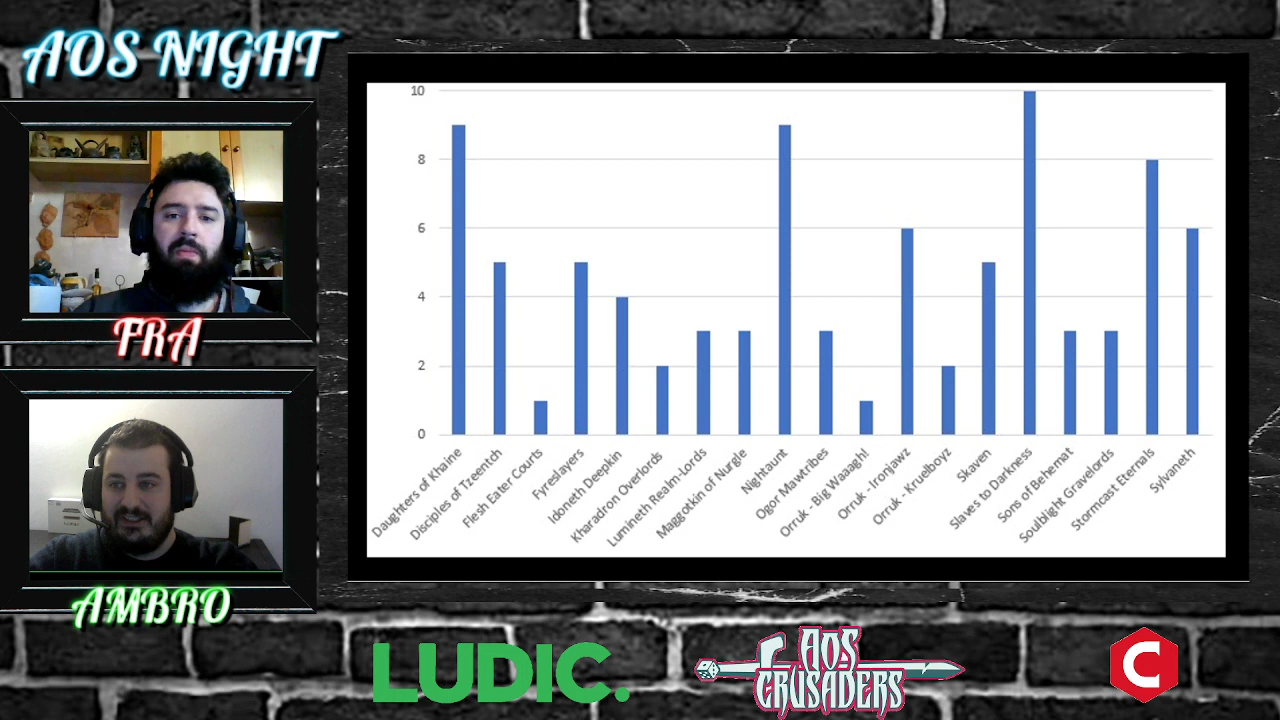 AOS NIGHT
FRA
AMBRO
10
8
6
4
2
0
Daughters of Khaine
Disciples of Tzeentch
Flesh Eater Courts
Fyreslayers
Idoneth Deepkin
Kharadron Overlords
Lumineth Realm-Lords
Maggotkin of Nurgle
Nightaunt
Ogor Mawtribes
Orruk - Big Waaagh!
Orruk - Ironjawz
Orruk - Kruelboyz
Skaven
Slaves to Darkness
Sons of Behemat
Soulblight Gravelords
Stormcast Eternals
Sylvaneth
LUDIC.
AOS
CRUSADERS
C